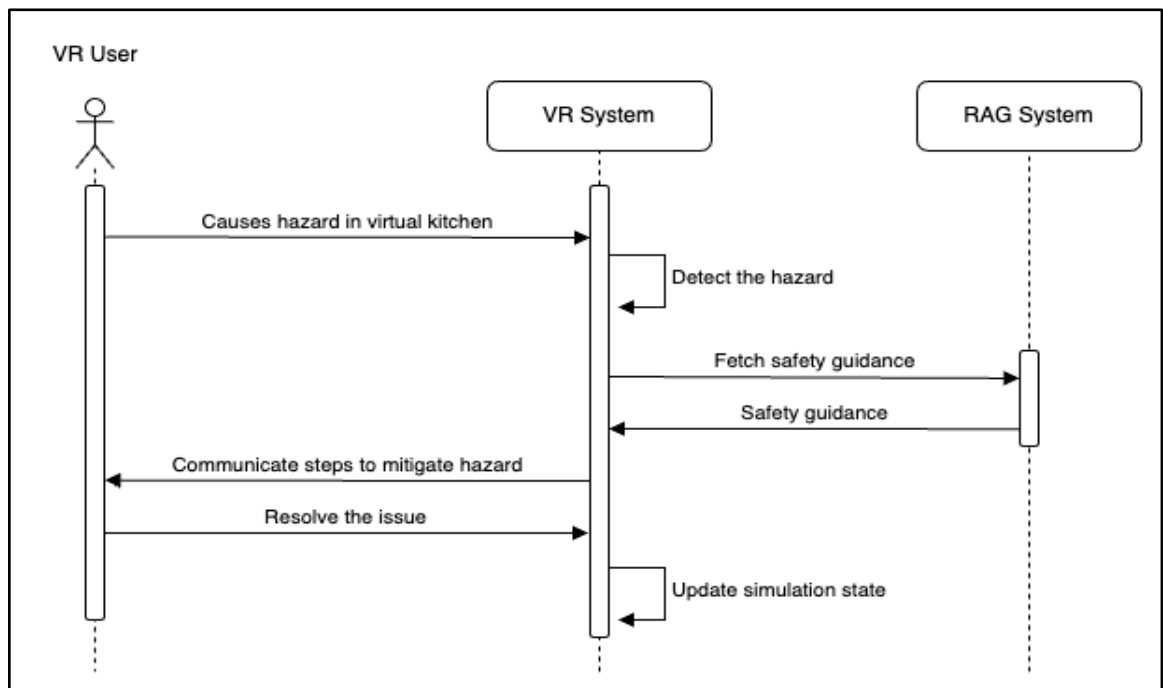 VR User
VR System
RAG System
Causes hazard in virtual kitchen
Detect the hazard
Fetch safety guidance
Safety guidance
Communicate steps to mitigate hazard
Resolve the issue
Update simulation state